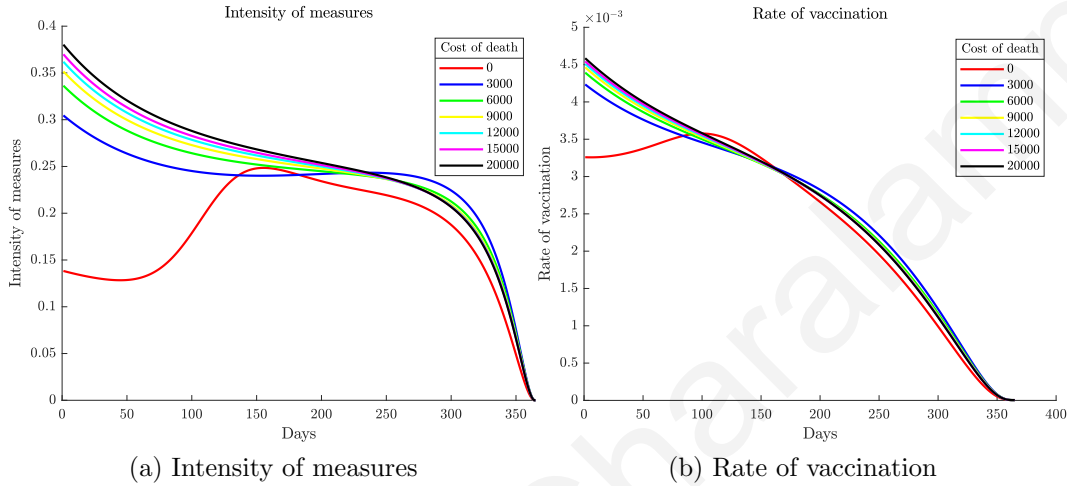 Intensity of measures
Intensity of measures
0.4
0.35
0.3
0.25
0.2
0.15
0.1
0.05
0
0 50 100 150 200 250 300 350
Days
Cost of death
0
3000
6000
9000
12000
15000
20000
(a) Intensity of measures
×10⁻³
Rate of vaccination
Rate of vaccination
5
4.5
4
3.5
3
2.5
2
1.5
1
0.5
0
0 50 100 150 200 250 300 350 400
Days
Cost of death
0
3000
6000
9000
12000
15000
20000
(b) Rate of vaccination